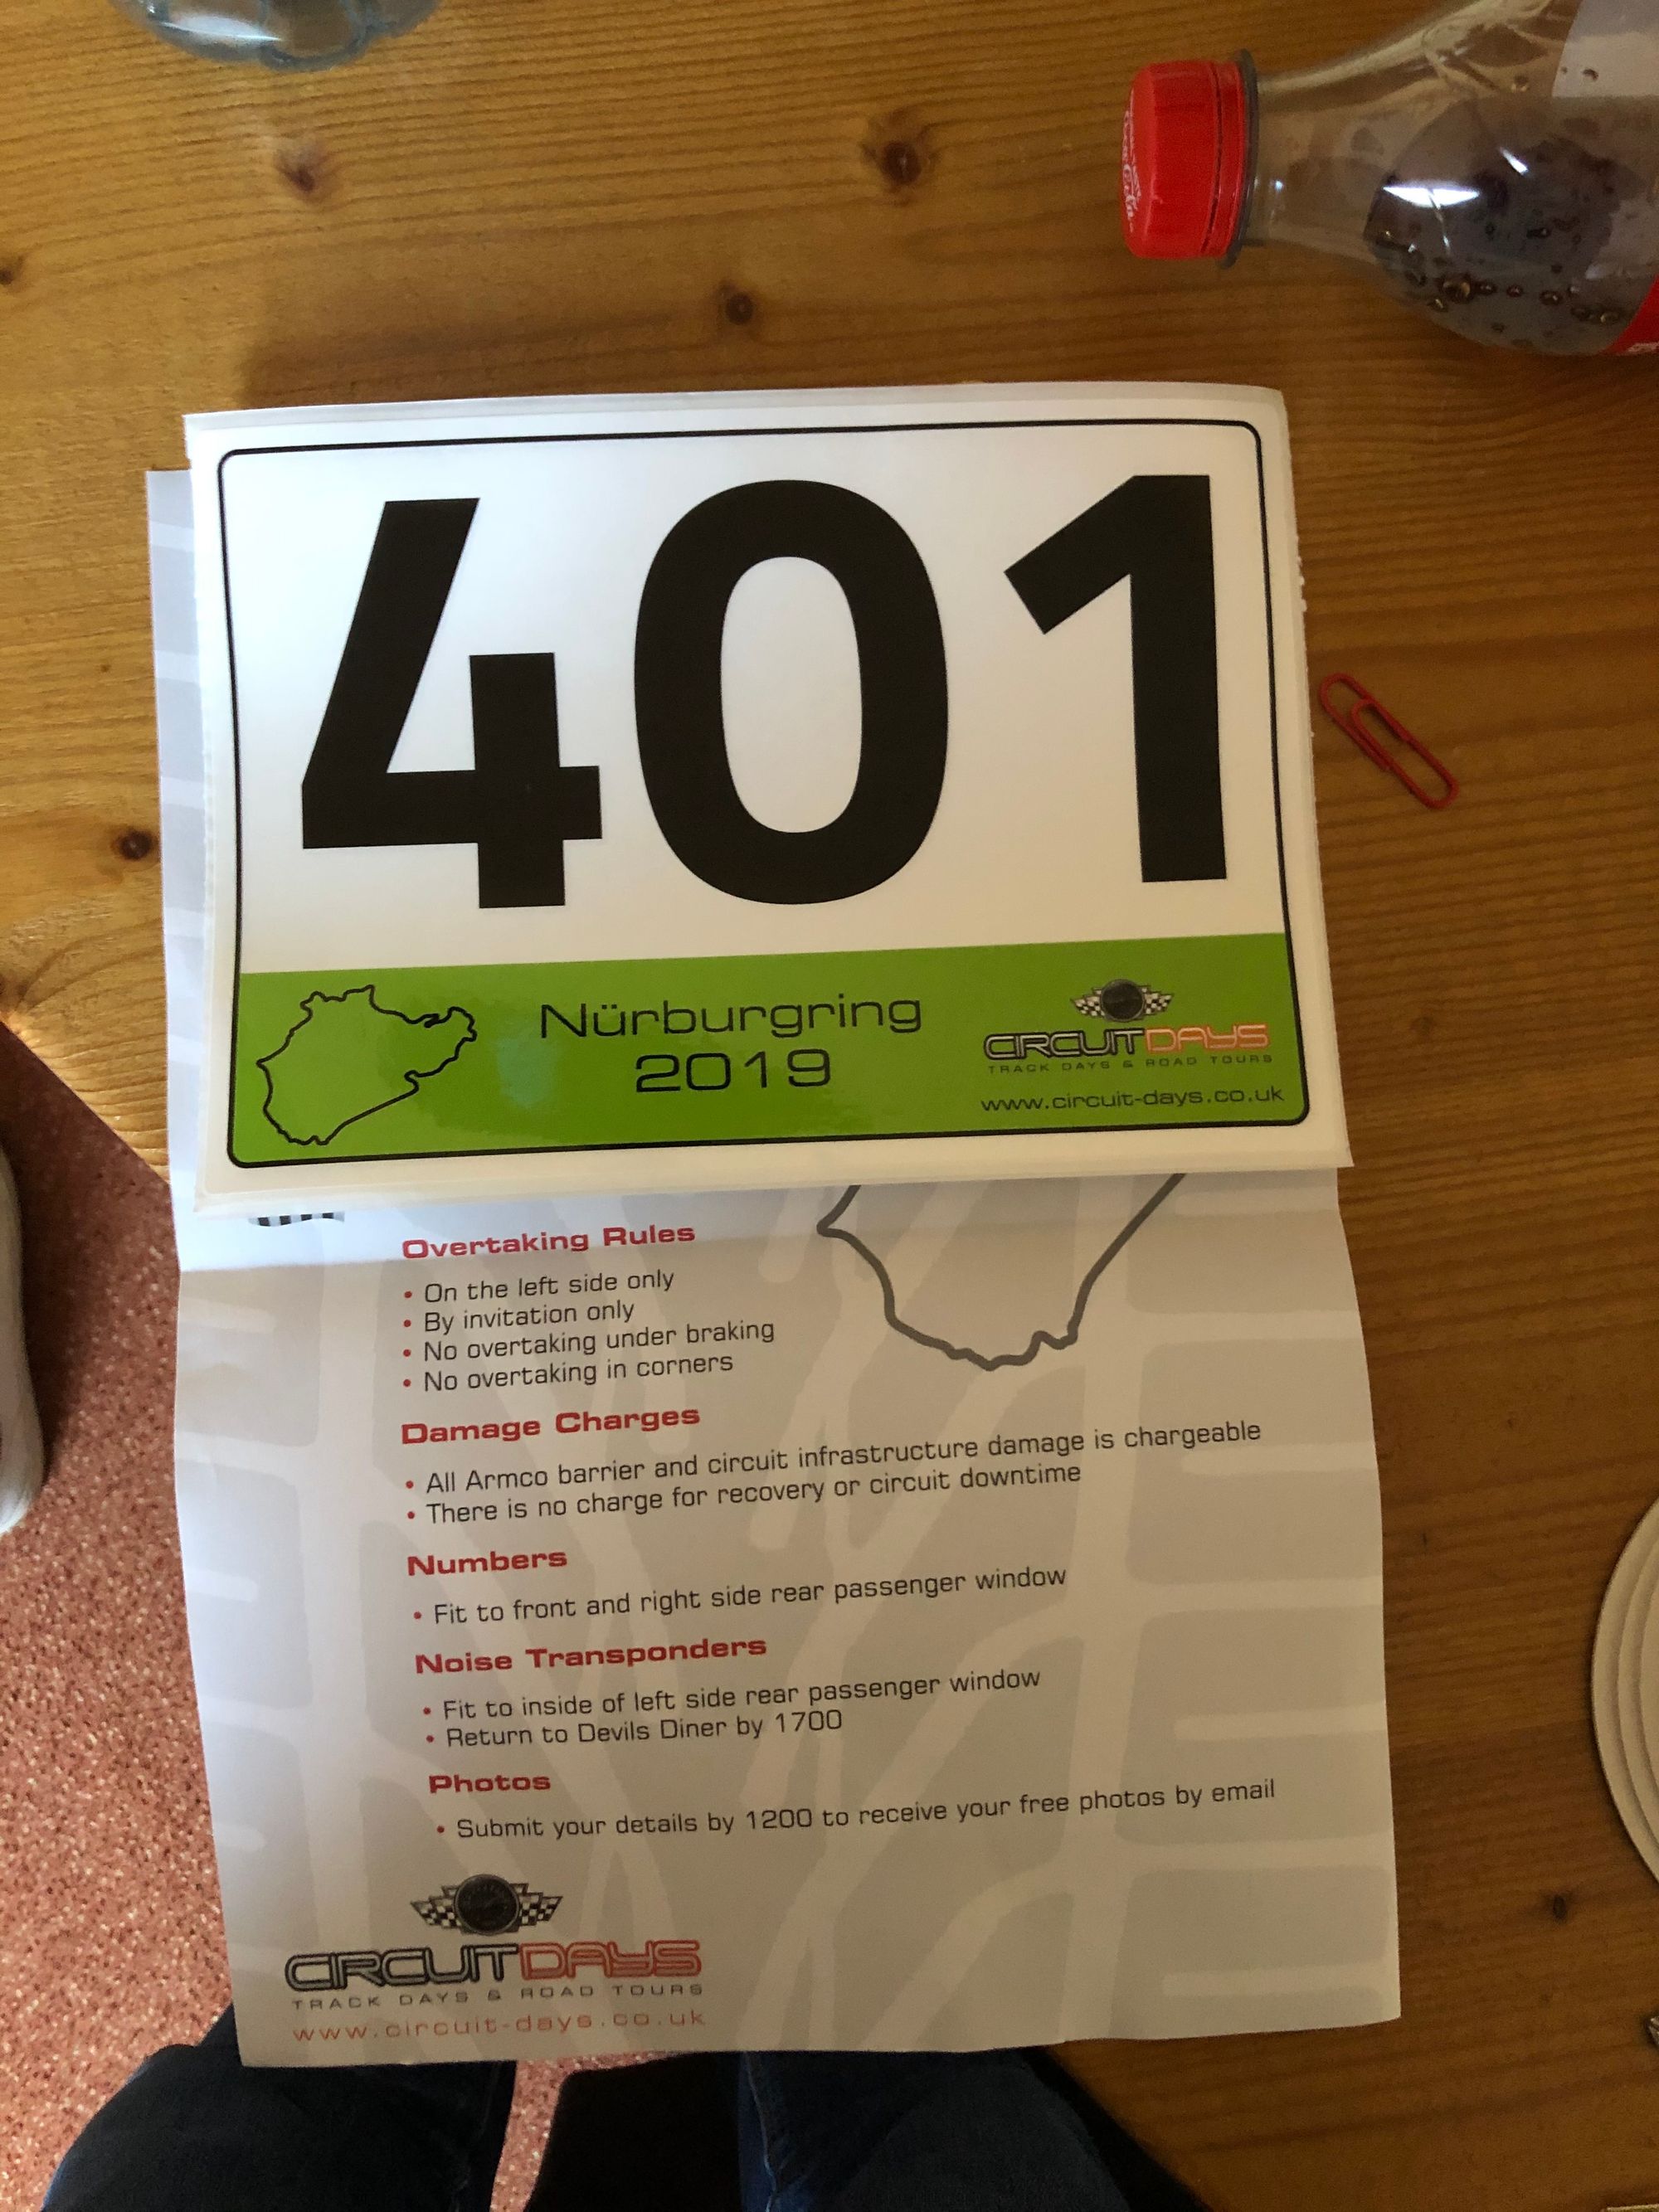 Coca-Cola
401
Nürburgring
2019
CIRCUITDAYS
TRACK DAYS & ROAD TOURS
www.circuit-days.co.uk
Overtaking Rules
• On the left side only
• By invitation only
• No overtaking under braking
• No overtaking in corners
Damage Charges
• All Armco barrier and circuit infrastructure damage is chargeable
• There is no charge for recovery or circuit downtime
Numbers
• Fit to front and right side rear passenger window
Noise Transponders
• Fit to inside of left side rear passenger window
• Return to Devils Diner by 1700
Photos
• Submit your details by 1200 to receive your free photos by email
CIRCUITDAYS
TRACK DAYS & ROAD TOURS
www.circuit-days.co.uk